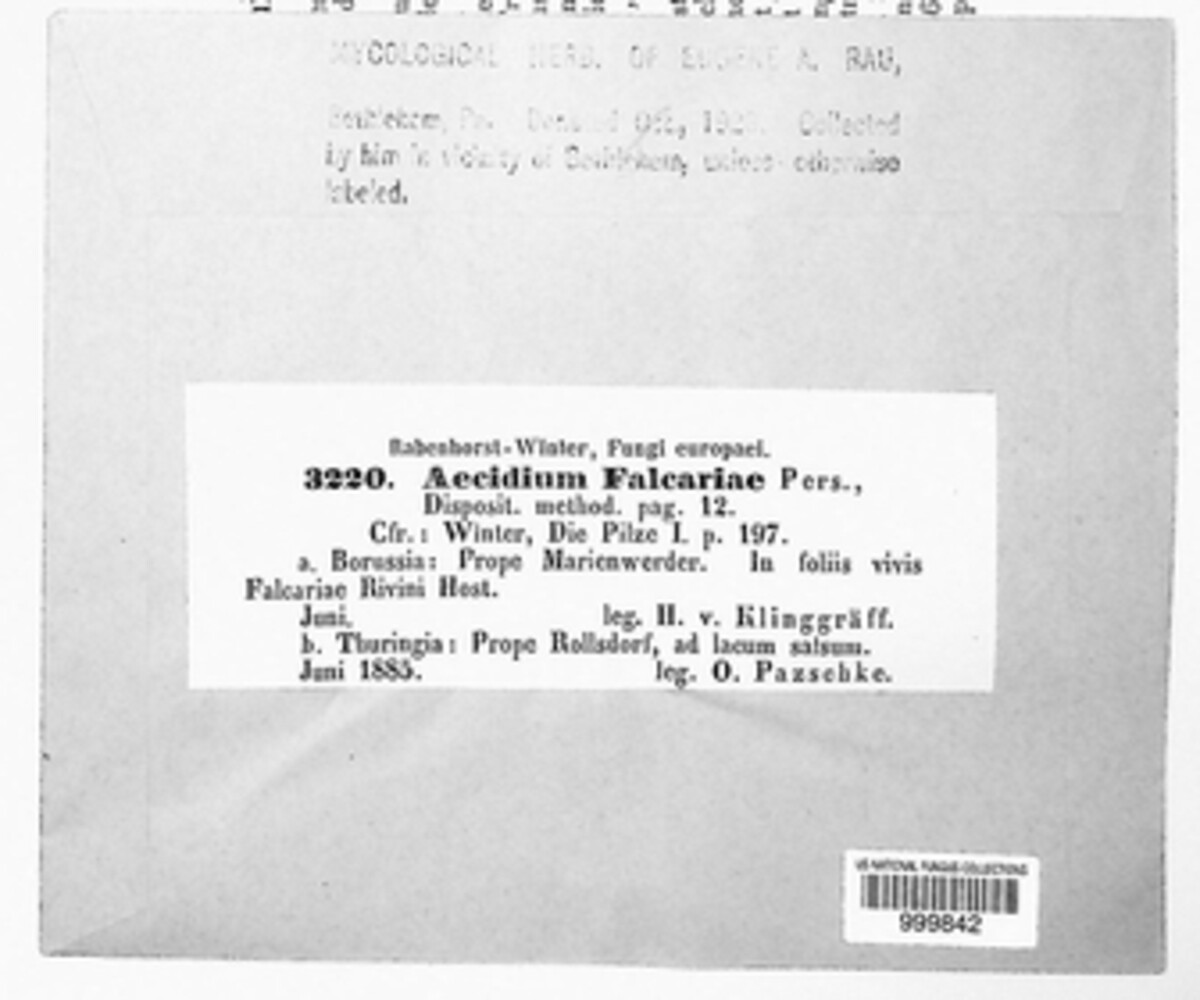 MYCOLOGICAL HERB. OF EUGENE A. RAU,
Bethlehem, Pa. Donated Oct., Collected
by him in vicinity of Bethlehem, unless otherwise
labeled.
Rabenhorst-Winter, Fungi europaei.
3220. Aecidium Falcariae Pers.,
Disposit. method. pag. 12.
Cfr.: Winter, Die Pilze I. p. 197.
a. Borussia: Prope Marienwerder. In foliis vivis
Falcariae Rivini Host.
Juni. leg. H. v. Klinggräff.
b. Thuringia: Prope Rollsdorf, ad lacum salsum.
Juni 1885. leg. O. Pazschke.
US NATIONAL FUNGUS COLLECTIONS
999842